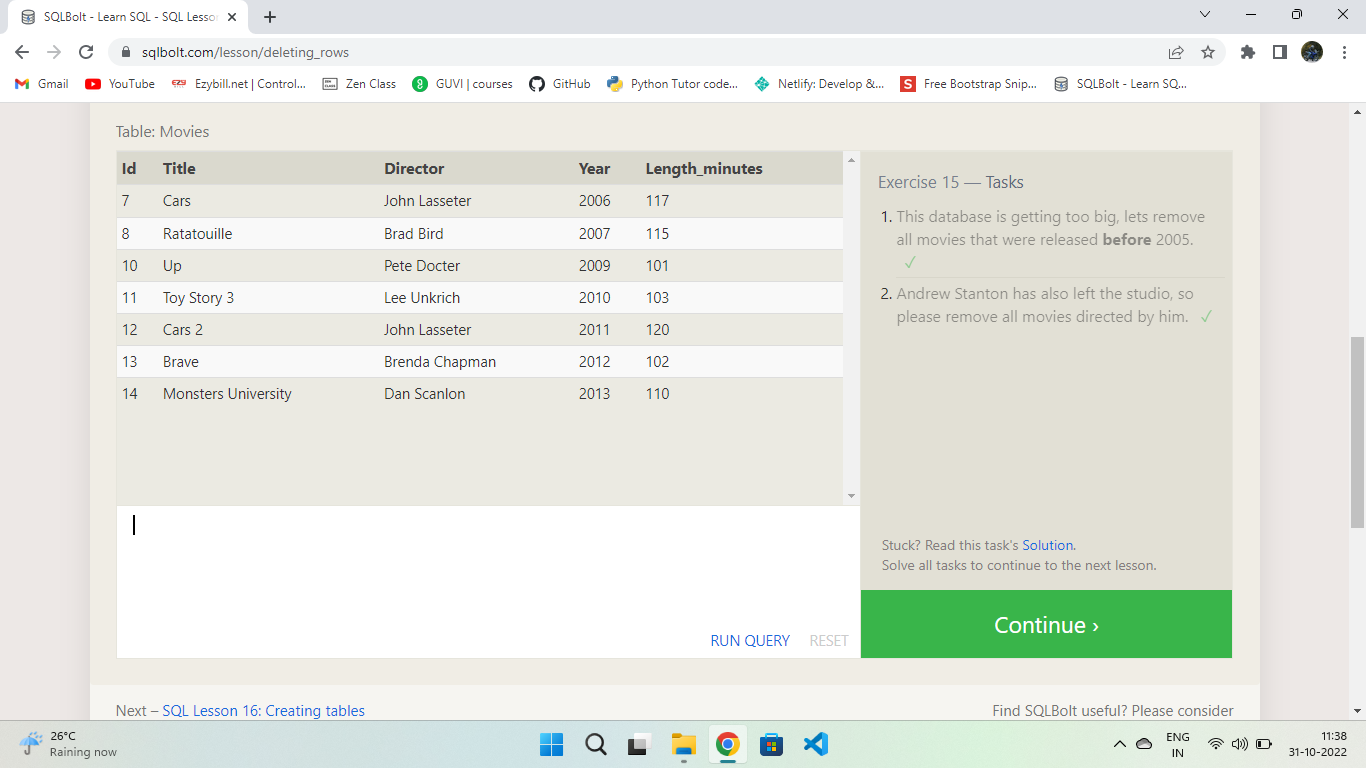 SQLBolt - Learn SQL - SQL Lesson
sqlbolt.com/lesson/deleting_rows
Gmail YouTube Ezybill.net | Control... Zen Class GUVI | courses GitHub Python Tutor code... Netlify: Develop &... Free Bootstrap Snip... SQLBolt - Learn SQ...
Table: Movies
Id Title Director Year Length_minutes
7 Cars John Lasseter 2006 117
8 Ratatouille Brad Bird 2007 115
10 Up Pete Docter 2009 101
11 Toy Story 3 Lee Unkrich 2010 103
12 Cars 2 John Lasseter 2011 120
13 Brave Brenda Chapman 2012 102
14 Monsters University Dan Scanlon 2013 110
RUN QUERY RESET
Exercise 15 — Tasks
1. This database is getting too big, lets remove
all movies that were released before 2005.
✓
2. Andrew Stanton has also left the studio, so
please remove all movies directed by him. ✓
Stuck? Read this task's Solution.
Solve all tasks to continue to the next lesson.
Continue ›
Next – SQL Lesson 16: Creating tables
Find SQLBolt useful? Please consider
26°C
Raining now
ENG
IN
11:38
31-10-2022